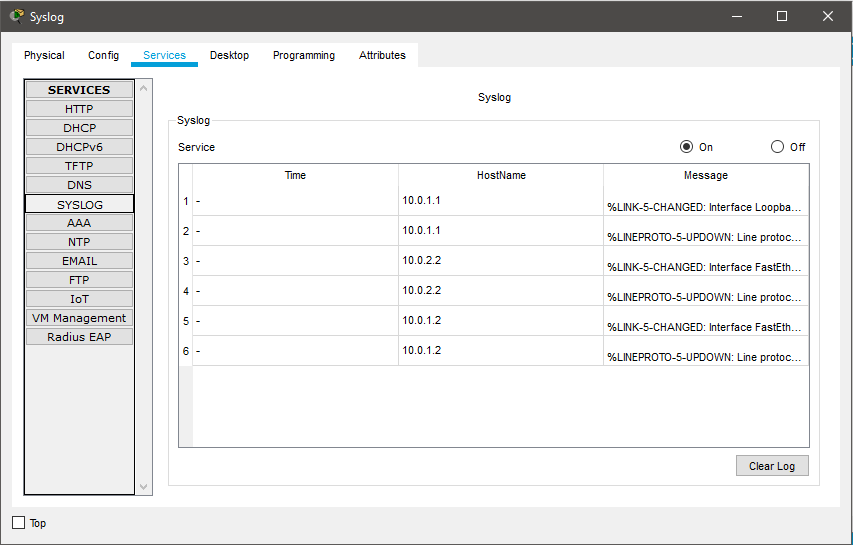 Syslog
Physical Config Services Desktop Programming Attributes
SERVICES
HTTP
DHCP
DHCPv6
TFTP
DNS
SYSLOG
AAA
NTP
EMAIL
FTP
IoT
VM Management
Radius EAP
Syslog
Syslog
Service On Off
Time HostName Message
1 - 10.0.1.1 %LINK-5-CHANGED: Interface Loopba...
2 - 10.0.1.1 %LINEPROTO-5-UPDOWN: Line protoc...
3 - 10.0.2.2 %LINK-5-CHANGED: Interface FastEth...
4 - 10.0.2.2 %LINEPROTO-5-UPDOWN: Line protoc...
5 - 10.0.1.2 %LINK-5-CHANGED: Interface FastEth...
6 - 10.0.1.2 %LINEPROTO-5-UPDOWN: Line protoc...
Clear Log
Top